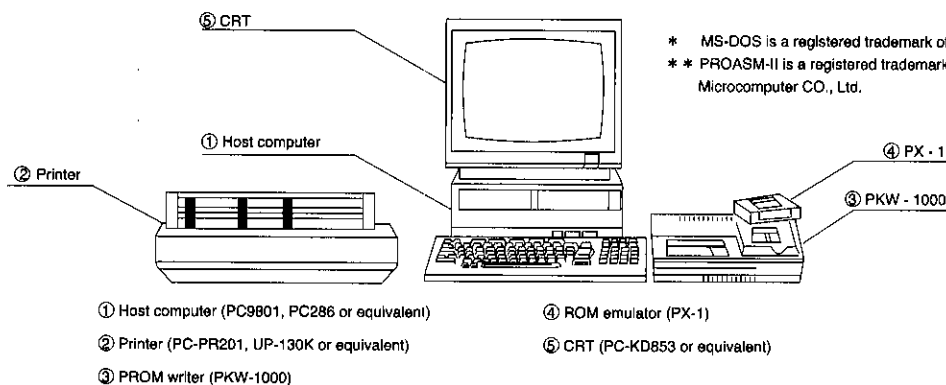 ⑤ CRT
* MS-DOS is a registered trademark of
* * PROASM-II is a registered trademark
Microcomputer CO., Ltd.
① Host computer
④ PX - 1
② Printer
③ PKW - 1000
① Host computer (PC9801, PC286 or equivalent)
② Printer (PC-PR201, UP-130K or equivalent)
③ PROM writer (PKW-1000)
④ ROM emulator (PX-1)
⑤ CRT (PC-KD853 or equivalent)